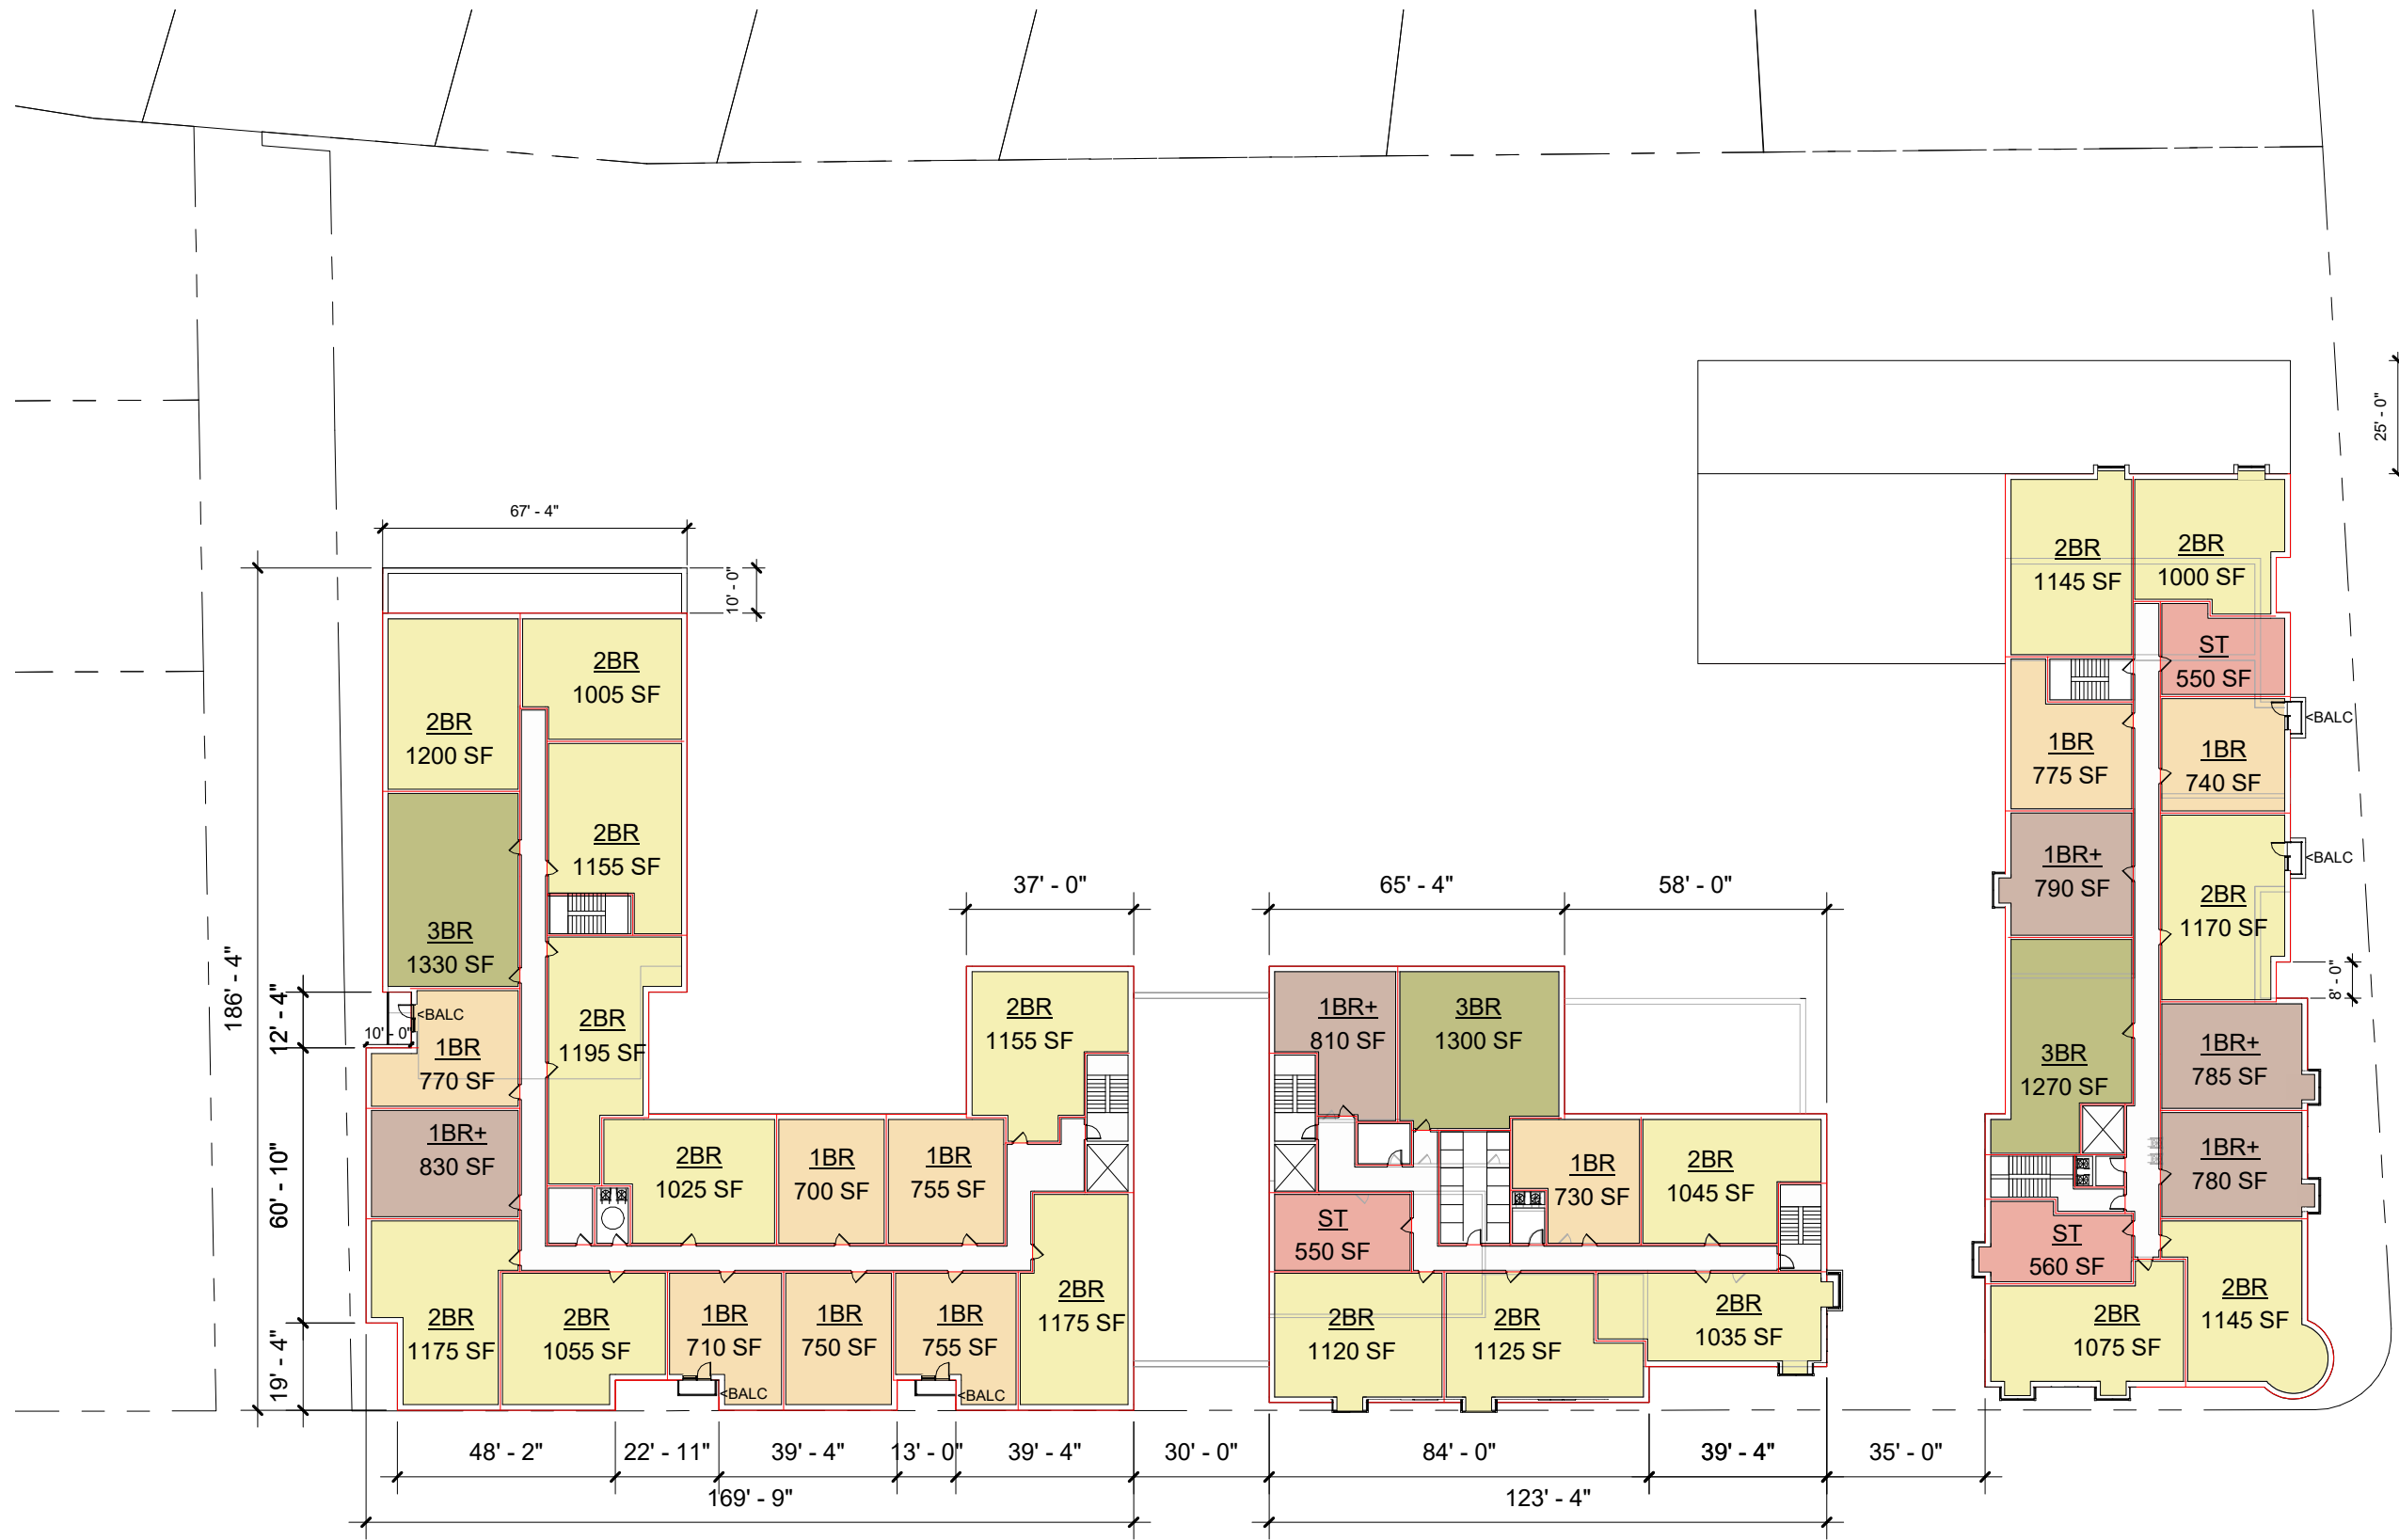 25' - 0"
67' - 4"
10' - 0"
186' - 4"
12' - 4"
10' - 0"
60' - 10"
19' - 4"
2BR
1005 SF
2BR
1200 SF
2BR
1155 SF
3BR
1330 SF
<BALC
1BR
770 SF
2BR
1195 SF
1BR+
830 SF
2BR
1175 SF
2BR
1025 SF
1BR
700 SF
1BR
755 SF
37' - 0"
2BR
1155 SF
2BR
1055 SF
1BR
710 SF
<BALC
1BR
750 SF
1BR
755 SF
<BALC
2BR
1175 SF
65' - 4"
58' - 0"
1BR+
810 SF
3BR
1300 SF
ST
550 SF
1BR
730 SF
2BR
1045 SF
2BR
1120 SF
2BR
1125 SF
2BR
1035 SF
2BR
1145 SF
2BR
1000 SF
ST
550 SF
<BALC
1BR
775 SF
1BR
740 SF
<BALC
1BR+
790 SF
2BR
1170 SF
8' - 0"
3BR
1270 SF
1BR+
785 SF
1BR+
780 SF
ST
560 SF
2BR
1075 SF
2BR
1145 SF
48' - 2"
22' - 11"
39' - 4"
13' - 0"
39' - 4"
30' - 0"
84' - 0"
39' - 4"
35' - 0"
169' - 9"
123' - 4"